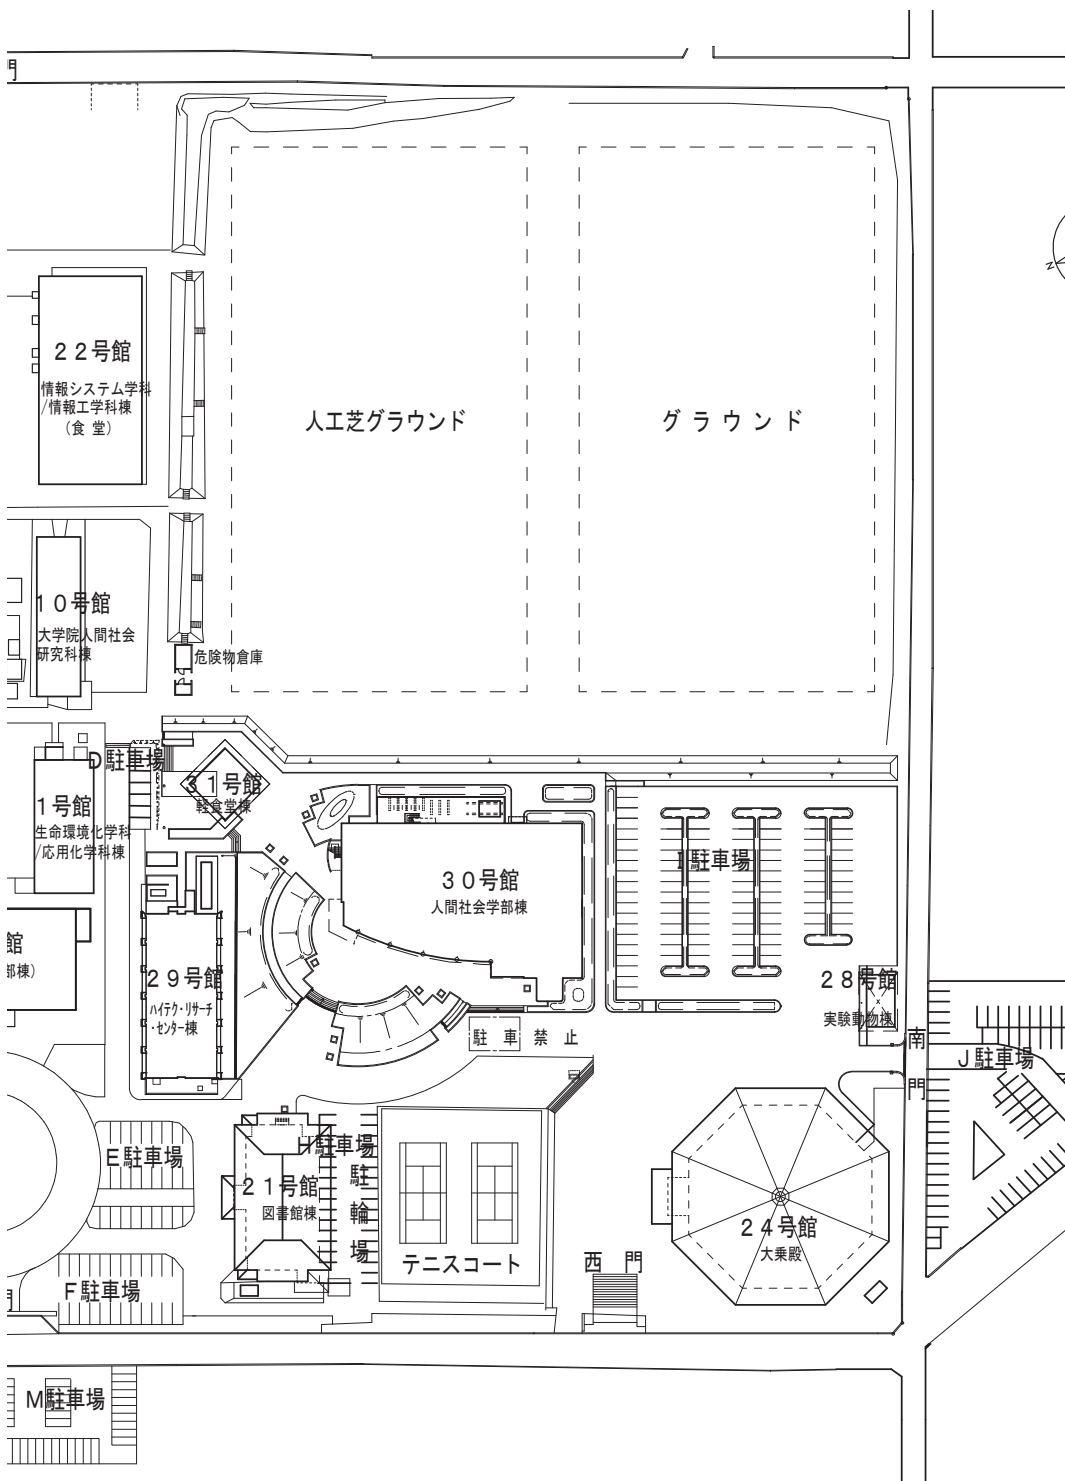 門
N
２２号館
情報システム学科
/情報工学科棟
(食 堂)
人工芝グラウンド
グ ラ ウ ン ド
１０号館
大学院人間社会
研究科棟
危険物倉庫
Ｄ駐車場
３１号館
軽食堂棟
１号館
生命環境化学科
/応用化学科棟
３０号館
人間社会学部棟
I駐車場
館
部棟)
２９号館
ハイテク・リサーチ
・センター棟
２８号館
実験動物棟
駐 車 禁 止
南
門
Ｊ駐車場
Ｅ駐車場
H駐車場
駐
輪
場
２１号館
図書館棟
テニスコート
西 門
２４号館
大乗殿
Ｆ駐車場
門
Ｍ駐車場